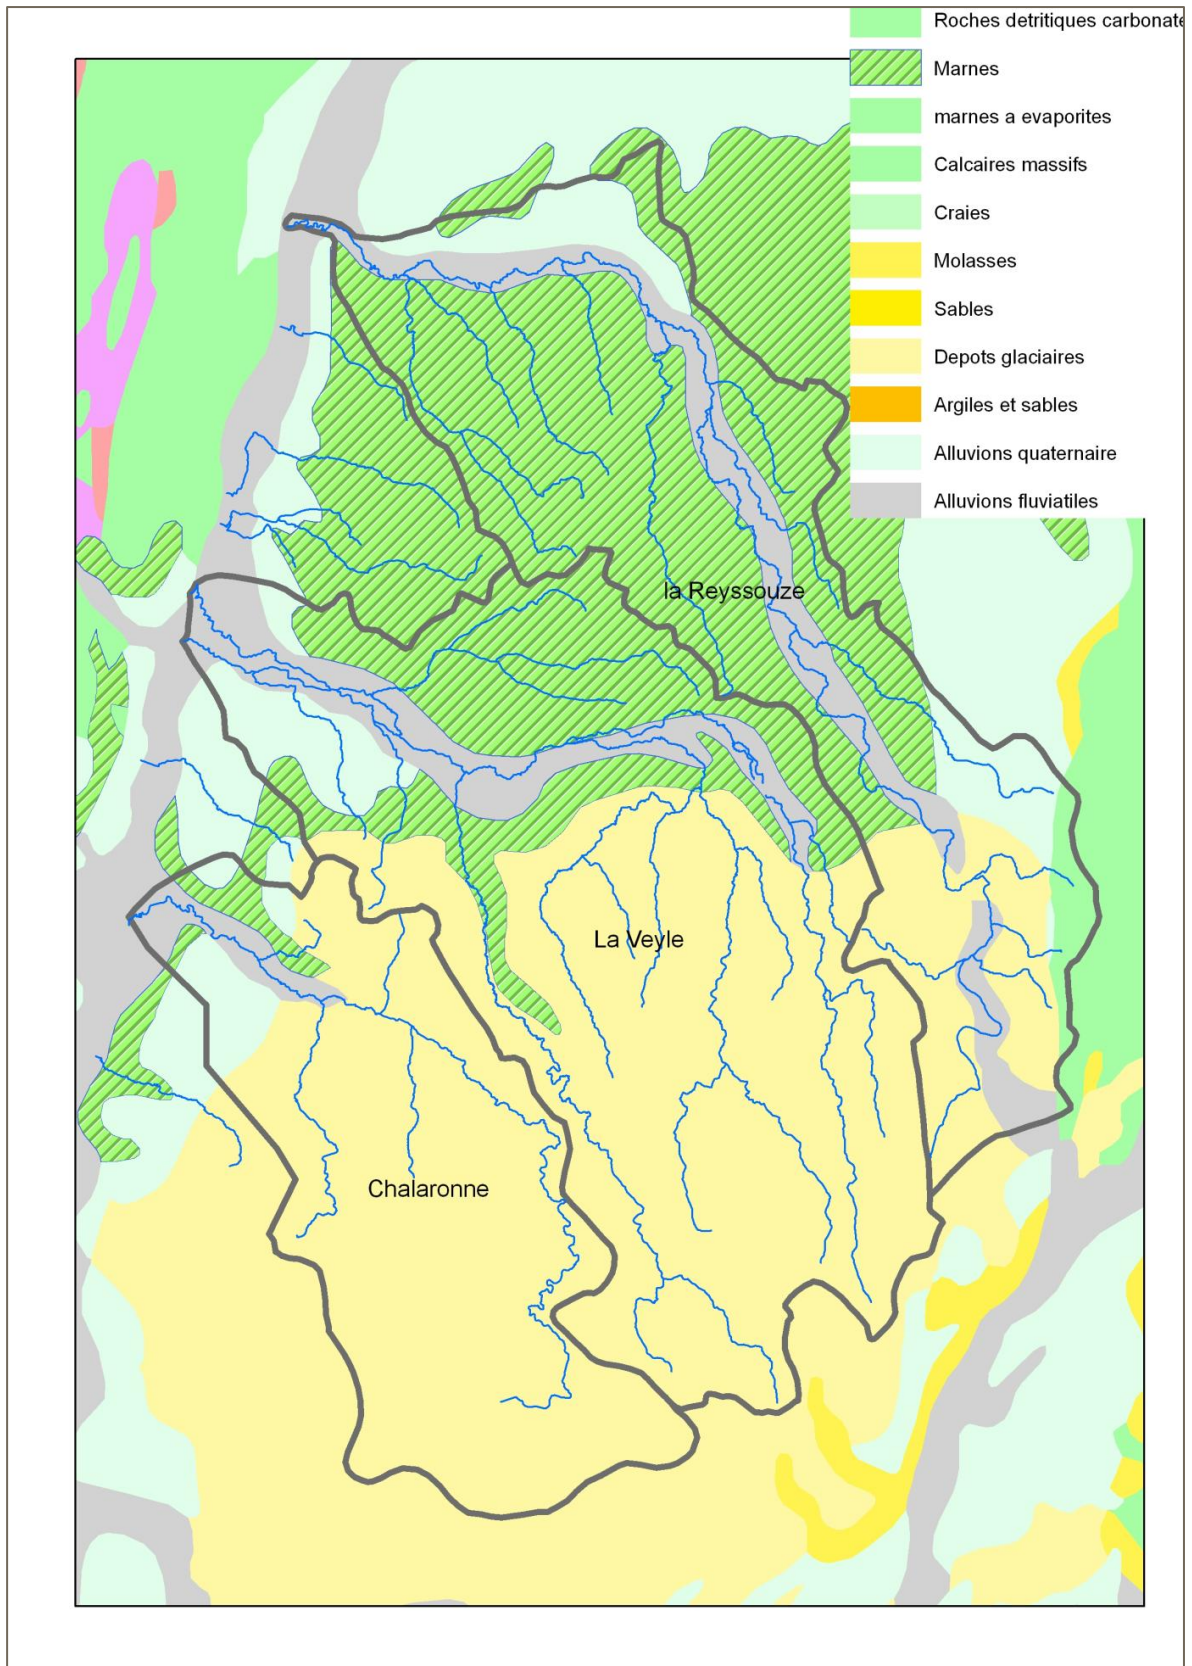 Roches detritiques carbonate
Marnes
marnes a evaporites
Calcaires massifs
Craies
Molasses
Sables
Depots glaciaires
Argiles et sables
Alluvions quaternaire
Alluvions fluviatiles
la Reyssouze
La Veyle
Chalaronne